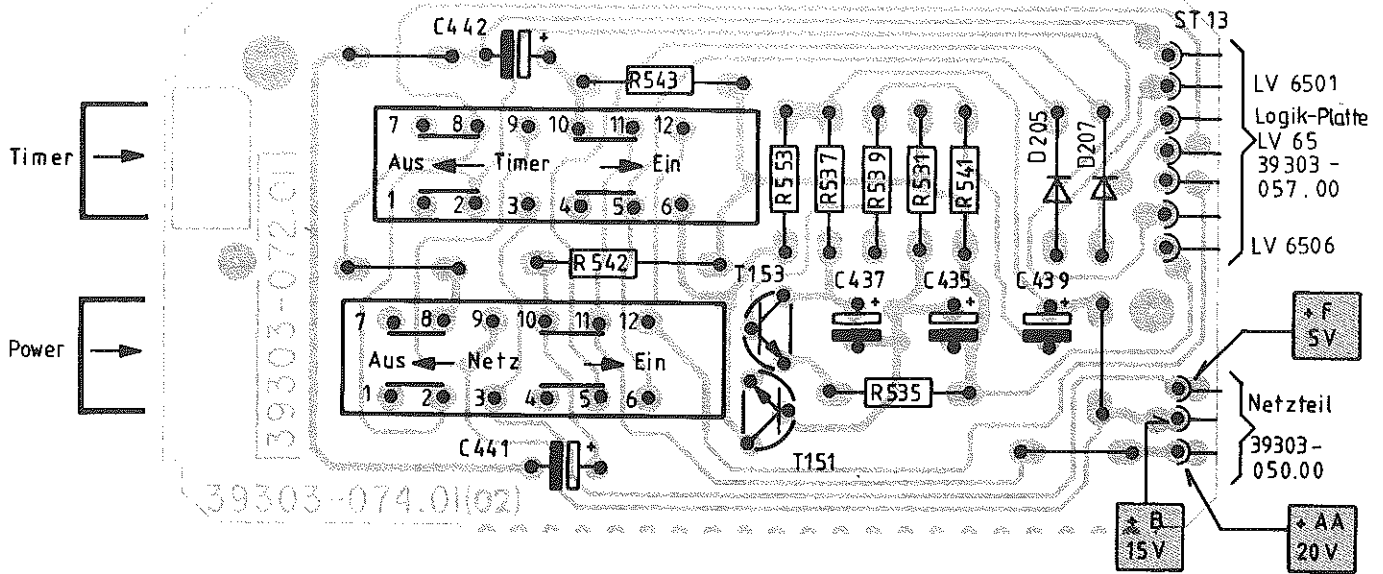 C442
+
ST13
R543
LV 6501
Logik-Platte
LV 65
39303-
057.00
LV 6506
Timer
7 8 9 10 11 12
Aus Timer Ein
1 2 3 4 5 6
R553
R537
R539
R531
R541
D205
D207
39303-072.01
R542
T153
C437
+
C435
+
C439
+
Power
7 8 9 10 11 12
Aus Netz Ein
1 2 3 4 5 6
+F
5V
R535
Netzteil
39303-
050.00
C441
+
T151
39303-074.01(02)
± B
15V
+ AA
20V